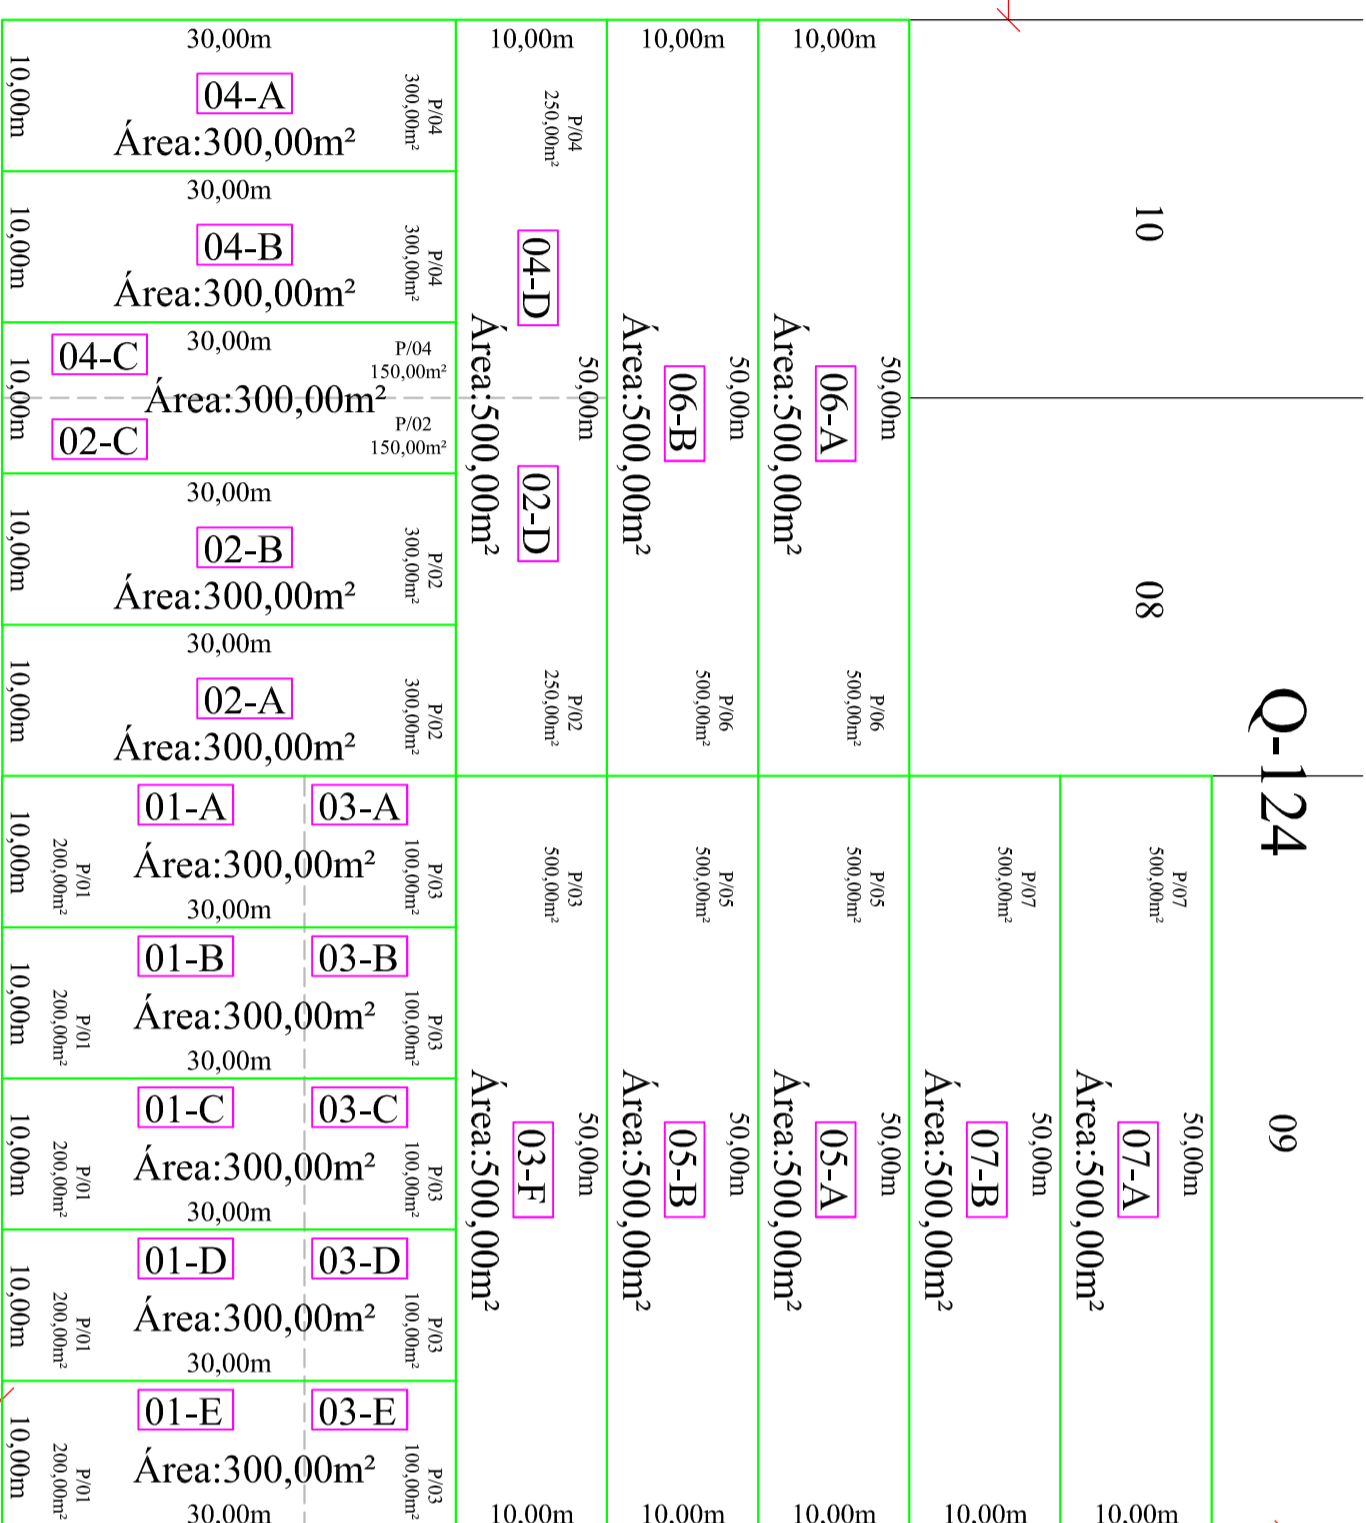 30,00m
10,00m
04-A
P/04
300,00m²
Área:300,00m²
30,00m
10,00m
04-B
P/04
300,00m²
Área:300,00m²
30,00m
10,00m
04-C
P/04
150,00m²
Área:300,00m²
02-C
P/02
150,00m²
30,00m
10,00m
02-B
P/02
300,00m²
Área:300,00m²
30,00m
10,00m
02-A
P/02
300,00m²
Área:300,00m²
10,00m
P/04
250,00m²
04-D
50,00m
Área:500,00m²
02-D
P/02
250,00m²
10,00m
50,00m
06-B
Área:500,00m²
P/06
500,00m²
10,00m
50,00m
06-A
Área:500,00m²
P/06
500,00m²
10
08
Q-124
09
01-A
03-A
10,00m
P/01
200,00m²
Área:300,00m²
P/03
100,00m²
30,00m
01-B
03-B
10,00m
P/01
200,00m²
Área:300,00m²
P/03
100,00m²
30,00m
01-C
03-C
10,00m
P/01
200,00m²
Área:300,00m²
P/03
100,00m²
30,00m
01-D
03-D
10,00m
P/01
200,00m²
Área:300,00m²
P/03
100,00m²
30,00m
01-E
03-E
10,00m
P/01
200,00m²
Área:300,00m²
P/03
100,00m²
30,00m
P/03
500,00m²
50,00m
03-F
Área:500,00m²
10,00m
P/05
500,00m²
50,00m
05-B
Área:500,00m²
10,00m
P/05
500,00m²
50,00m
05-A
Área:500,00m²
10,00m
P/07
500,00m²
50,00m
07-B
Área:500,00m²
10,00m
P/07
500,00m²
50,00m
07-A
Área:500,00m²
10,00m